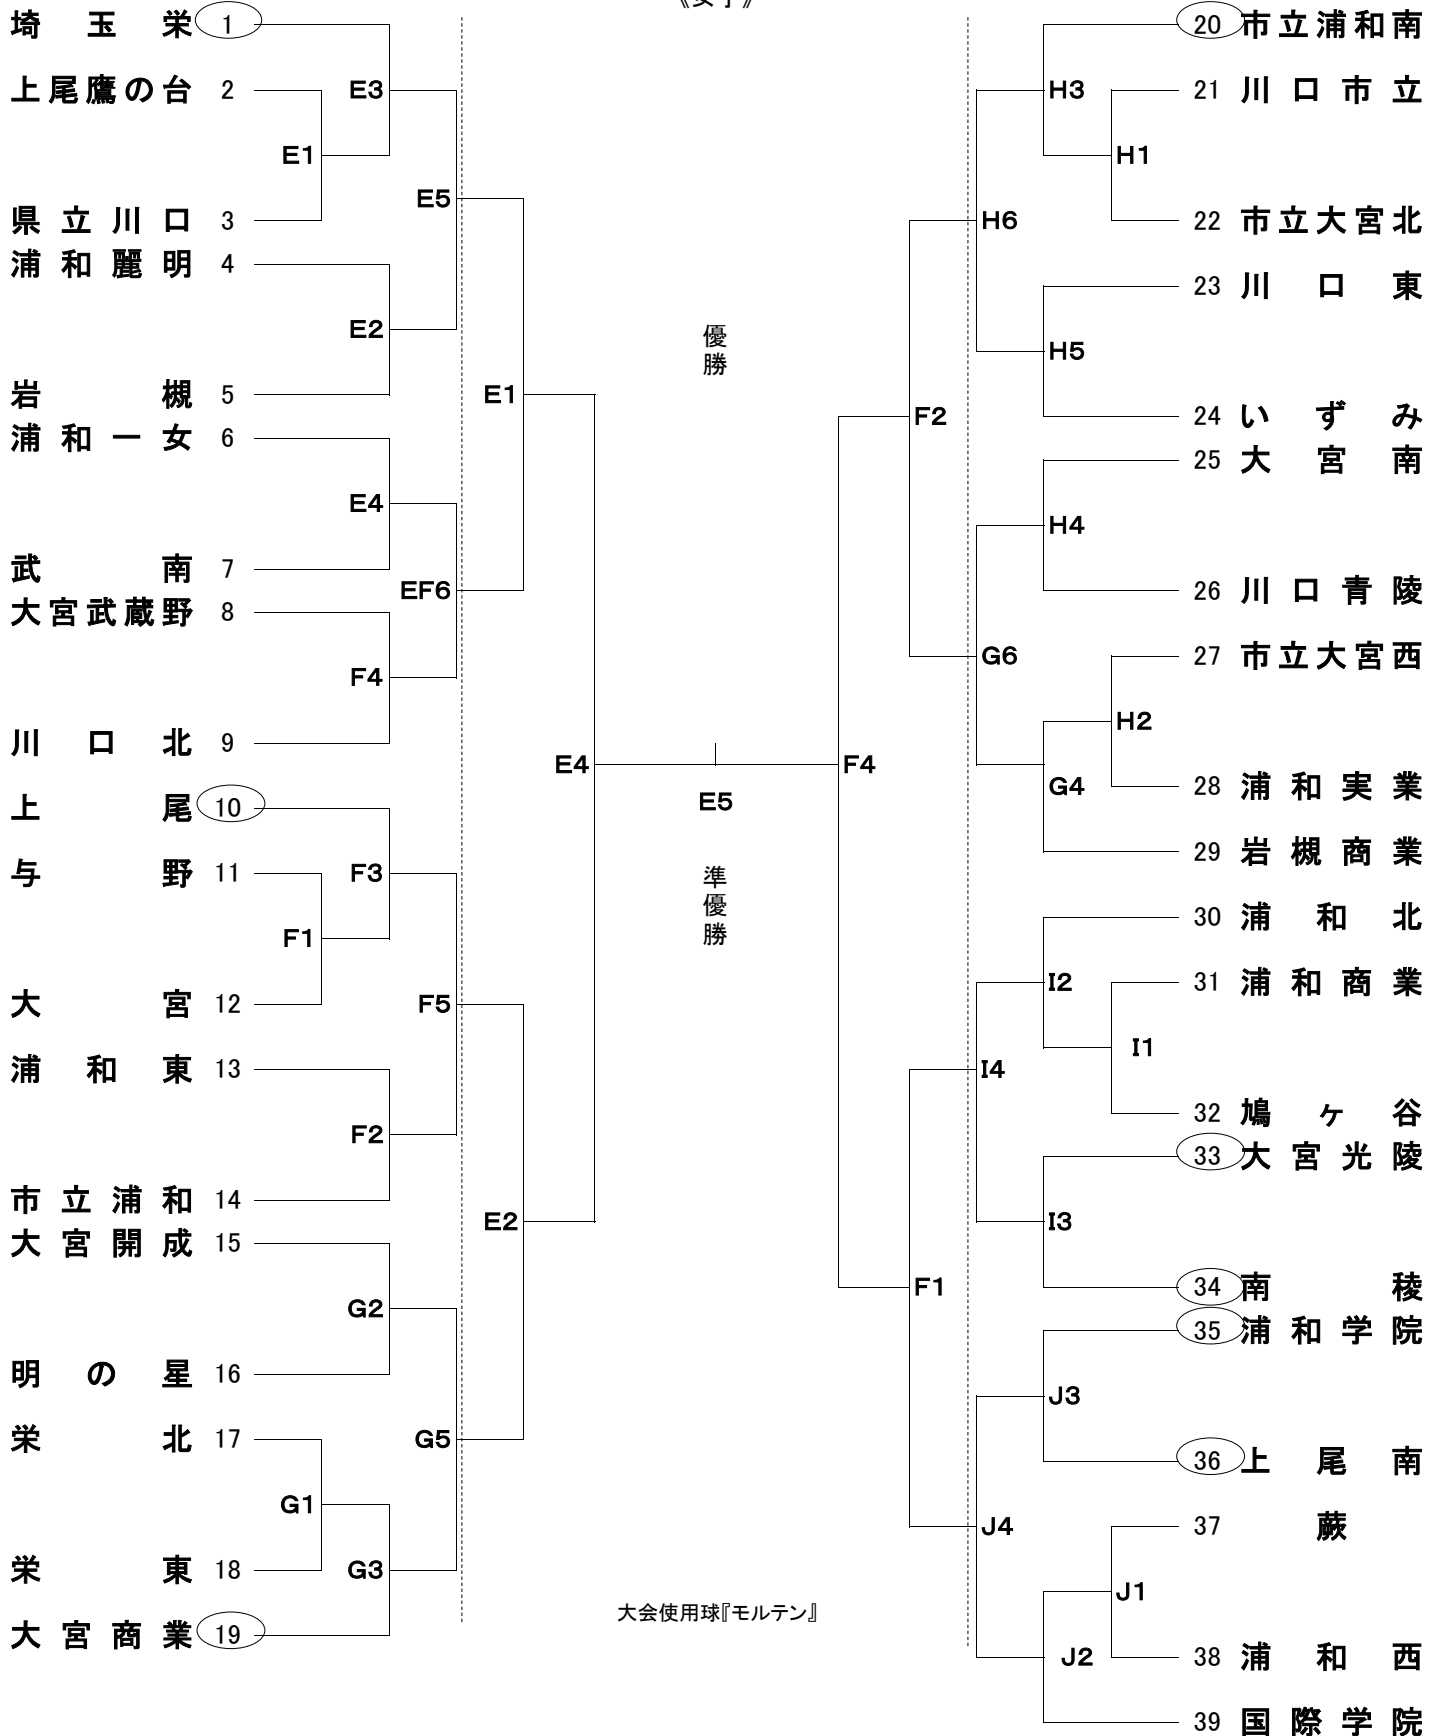 《女子》
埼玉栄 1
上尾鷹の台 2
E3
E1
県立川口 3
E5
浦和麗明 4
E2
岩槻 5
E1
浦和一女 6
E4
武南 7
EF6
大宮武蔵野 8
F4
川口北 9
E4
上尾 10
与野 11
F3
F1
大宮 12
F5
浦和東 13
F2
市立浦和 14
E2
大宮開成 15
G2
明の星 16
栄北 17
G5
G1
栄東 18
G3
大宮商業 19
優勝
E5
準優勝
大会使用球『モルテン』
20 市立浦和南
H3
21 川口市立
H1
H6
22 市立大宮北
23 川口東
H5
F2
24 いずみ
25 大宮南
H4
26 川口青陵
G6
27 市立大宮西
H2
F4
G4
28 浦和実業
29 岩槻商業
30 浦和北
I2
31 浦和商業
I1
I4
32 鳩ヶ谷
33 大宮光陵
I3
F1
34 南稜
35 浦和学院
J3
36 上尾南
J4
37 蕨
J1
J2
38 浦和西
39 国際学院